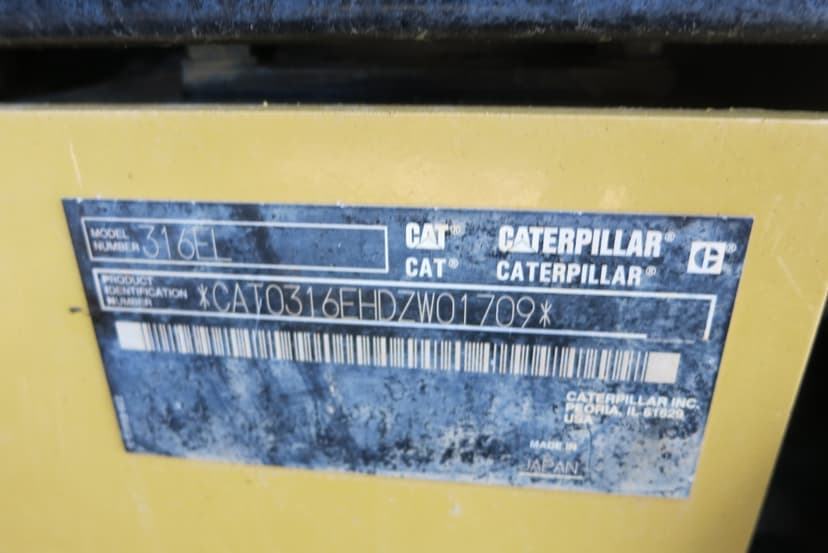 MODEL
NUMBER 316EL
CAT® CATERPILLAR®
CAT® CATERPILLAR®
PRODUCT
IDENTIFICATION
NUMBER *CAT0316EHDZW01709*
CATERPILLAR INC.
PEORIA, IL 61629
USA
MADE IN
JAPAN